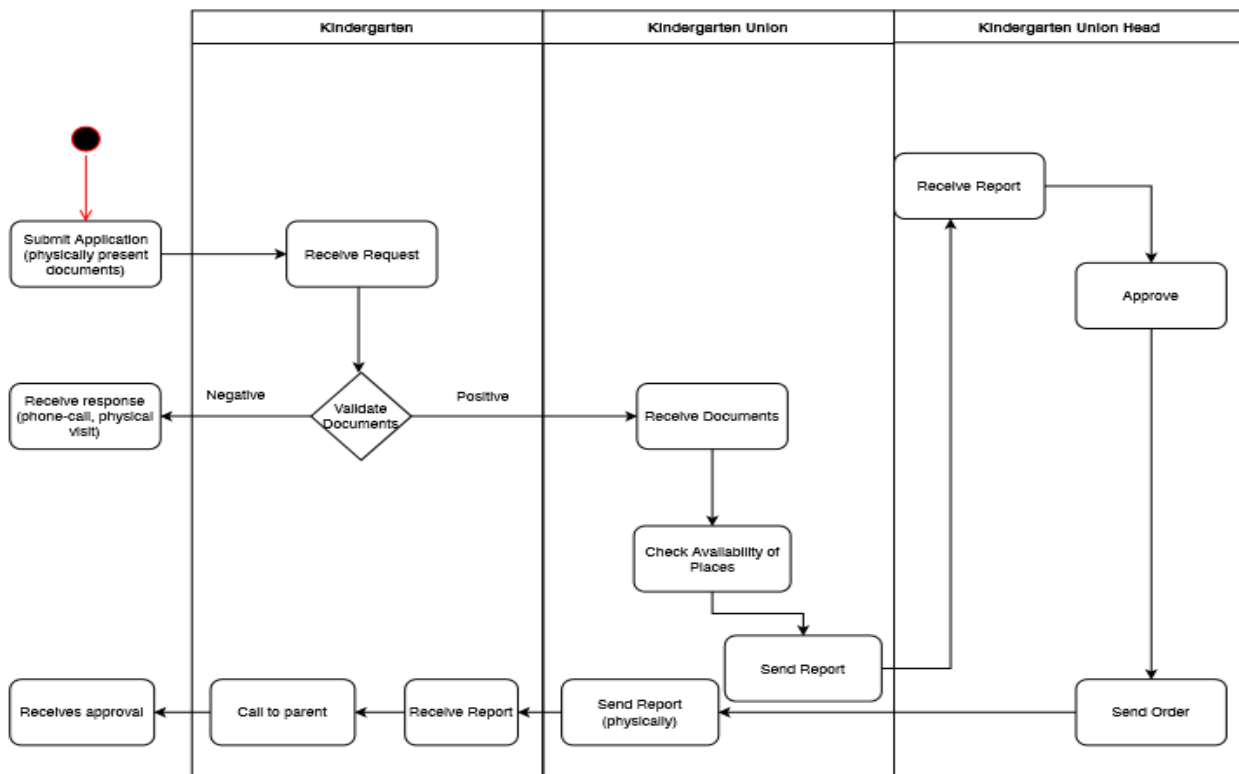 Kindergarten
Kindergarten Union
Kindergarten Union Head
Receive Report
Submit Application
(physically present
documents)
Receive Request
Approve
Receive response
(phone-call, physical
visit)
Negative
Validate
Documents
Positive
Receive Documents
Check Availability of
Places
Send Report
Receives approval
Call to parent
Receive Report
Send Report
(physically)
Send Order